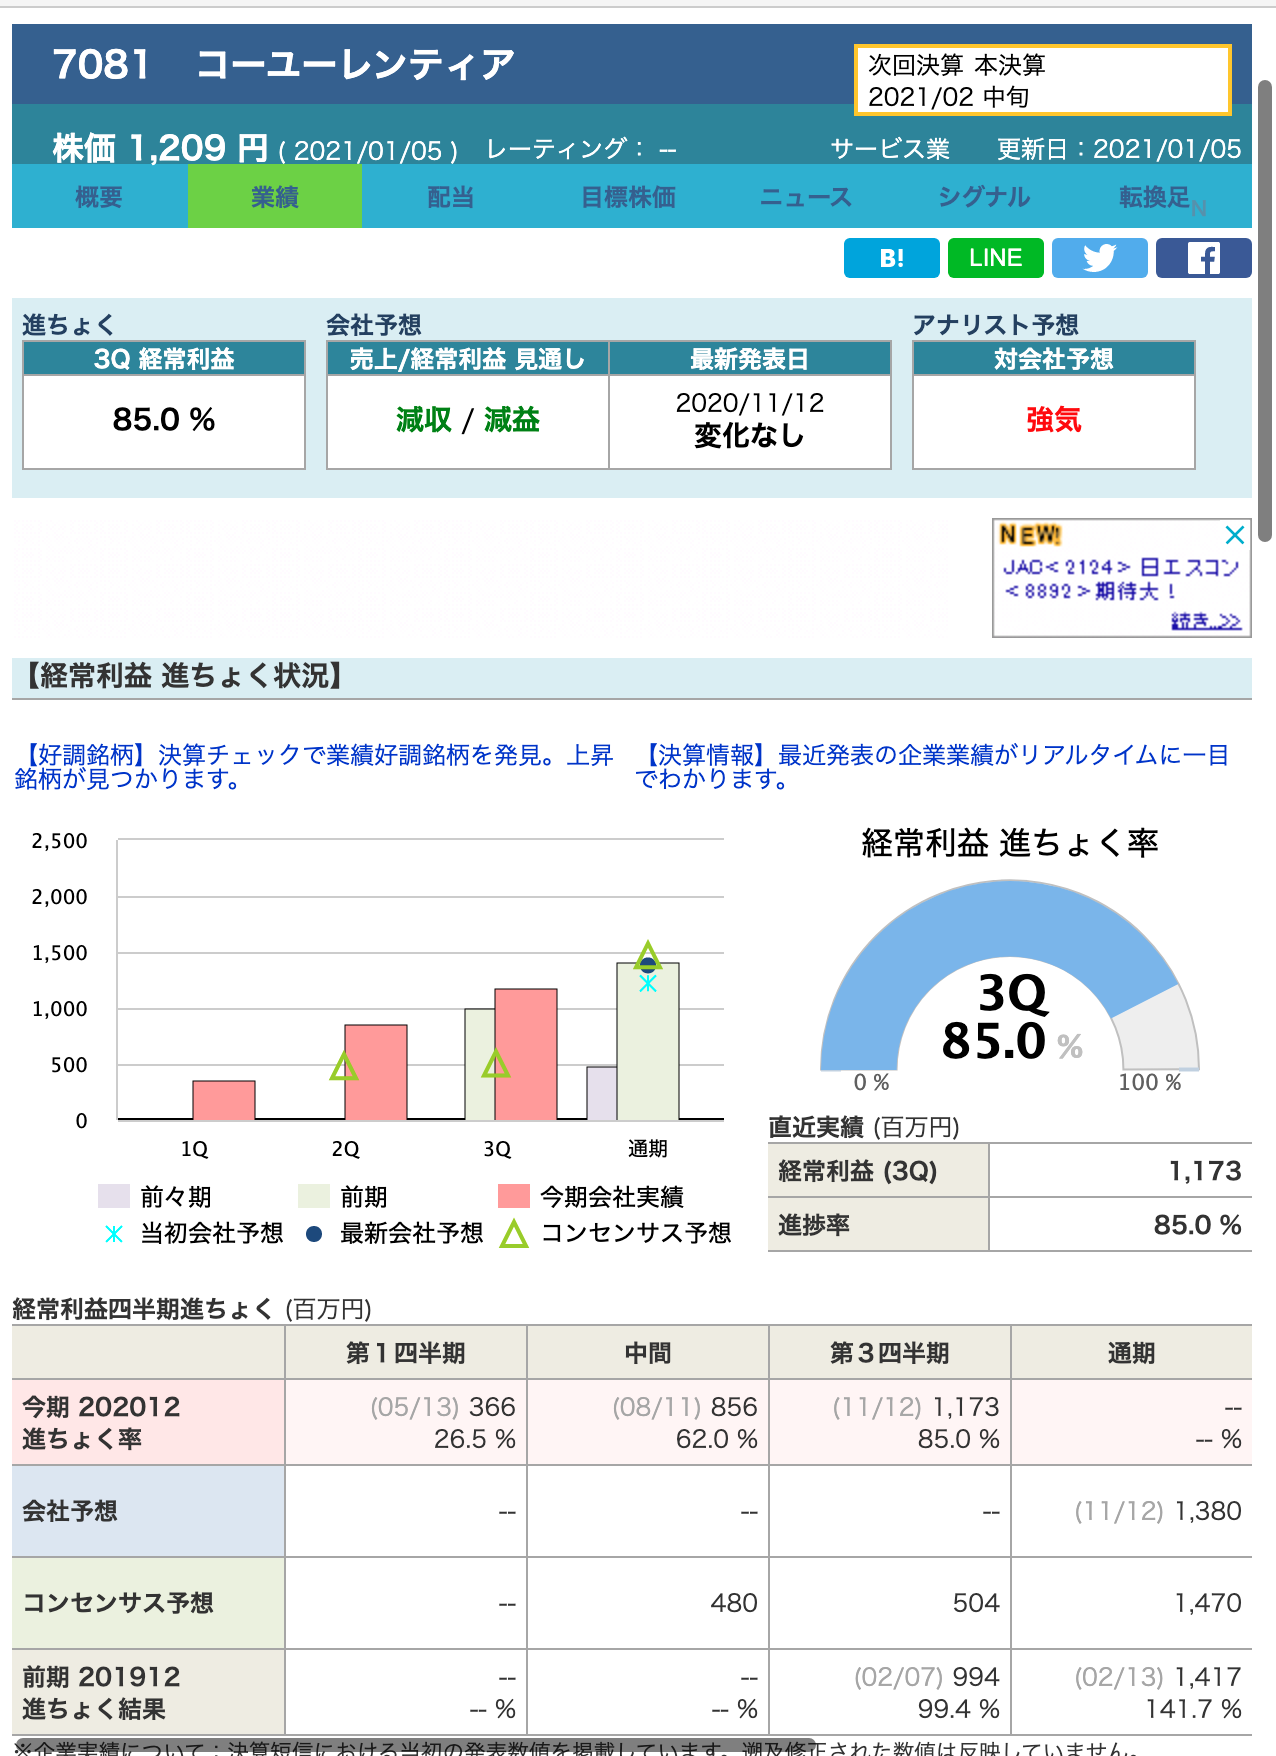 7081 コーユーレンティア
次回決算 本決算
2021/02 中旬
株価 1,209 円 ( 2021/01/05 ) レーティング： -- サービス業 更新日：2021/01/05
概要 業績 配当 目標株価 ニュース シグナル 転換足 N
B! LINE
進ちょく
3Q 経常利益
85.0 %
会社予想
売上/経常利益 見通し 最新発表日
減収 / 減益
2020/11/12
変化なし
アナリスト予想
対会社予想
強気
NEW!
JAC<2124> 日エスコン
<8892>期待大！
続き..>>
【経常利益 進ちょく状況】
【好調銘柄】決算チェックで業績好調銘柄を発見。上昇
銘柄が見つかります。
【決算情報】最近発表の企業業績がリアルタイムに一目
でわかります。
2,500
2,000
1,500
1,000
500
0
1Q 2Q 3Q 通期
前々期 前期 今期会社実績
当初会社予想 最新会社予想 コンセンサス予想
経常利益 進ちょく率
3Q
85.0 %
0 % 100 %
直近実績 (百万円)
経常利益 (3Q) 1,173
進捗率 85.0 %
経常利益四半期進ちょく (百万円)
第１四半期 中間 第３四半期 通期
今期 202012 (05/13) 366 (08/11) 856 (11/12) 1,173 --
進ちょく率 26.5 % 62.0 % 85.0 % -- %
会社予想 -- -- -- (11/12) 1,380
コンセンサス予想 -- 480 504 1,470
前期 201912 -- -- (02/07) 994 (02/13) 1,417
進ちょく結果 -- % -- % 99.4 % 141.7 %
※企業実績について：決算短信における当初の発表数値を掲載しています。遡及修正された数値は反映していません。